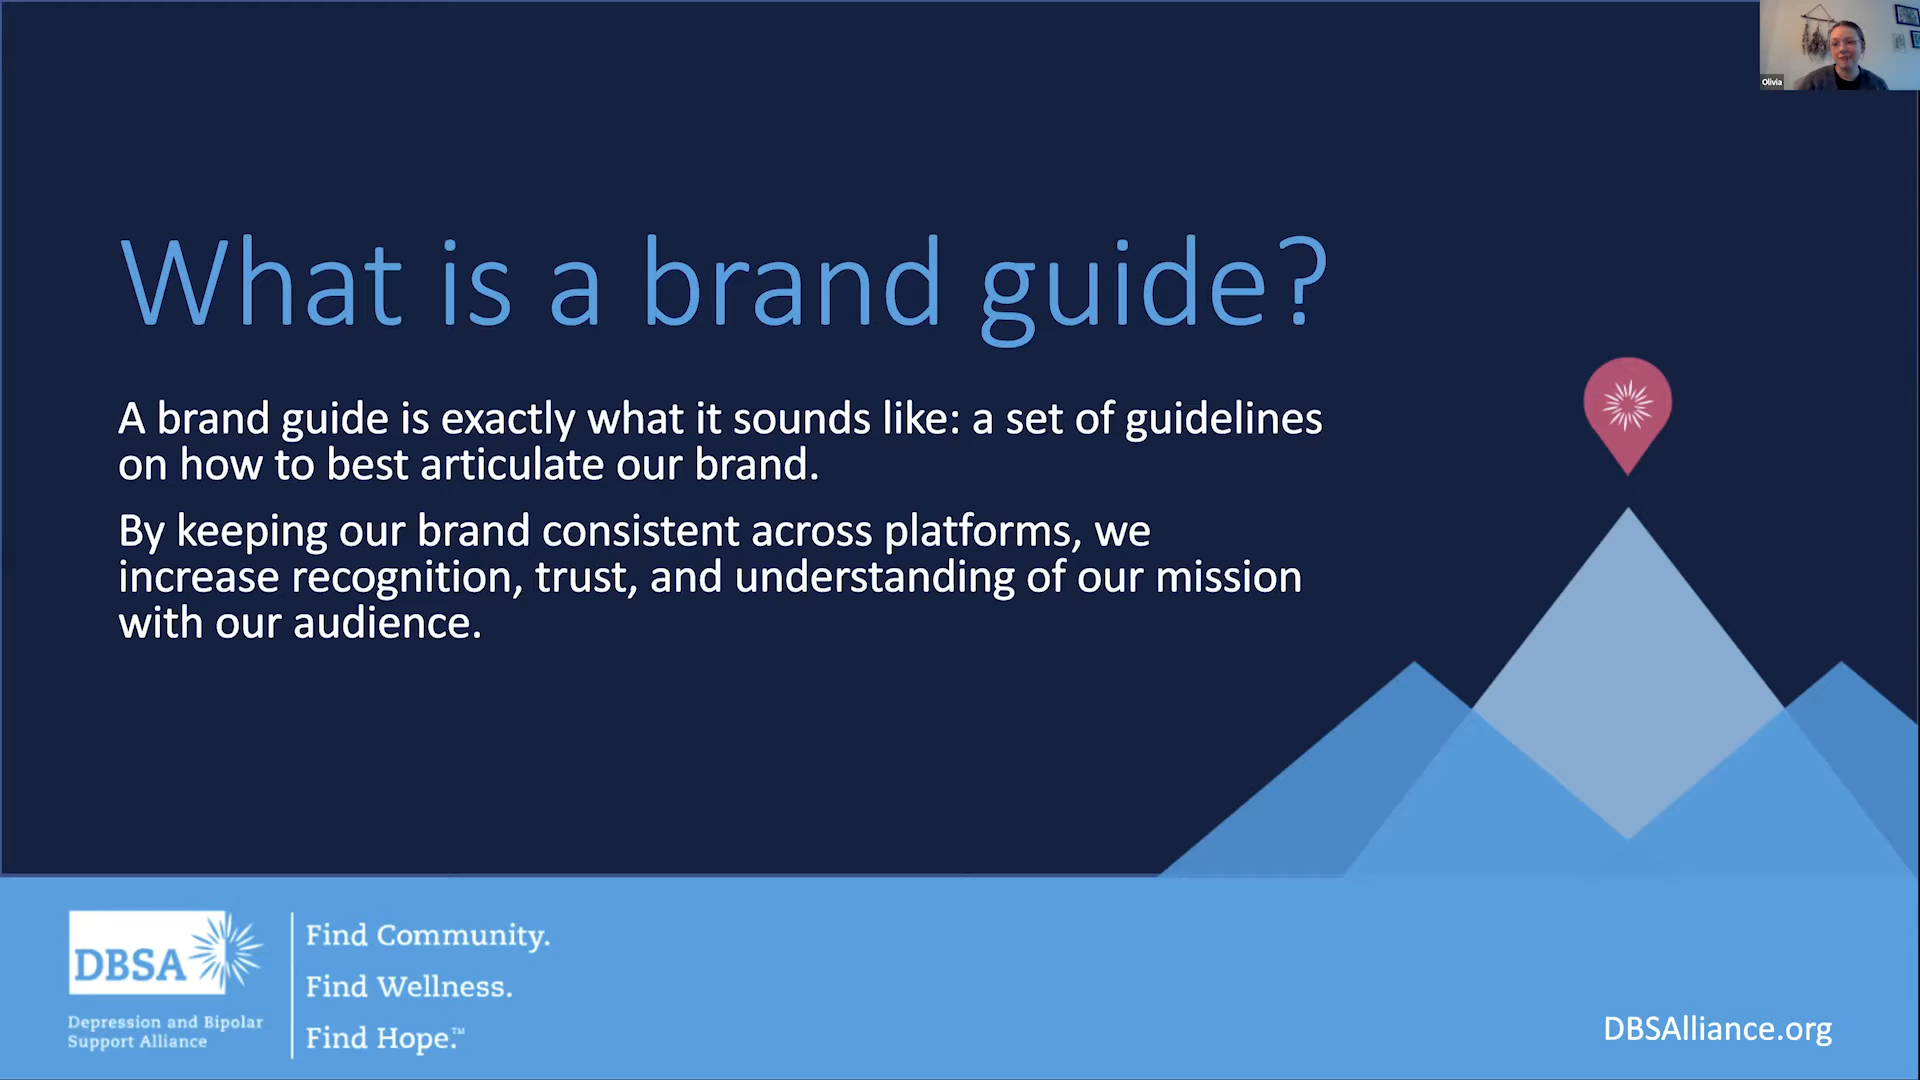 Olivia
What is a brand guide?
A brand guide is exactly what it sounds like: a set of guidelines
on how to best articulate our brand.
By keeping our brand consistent across platforms, we
increase recognition, trust, and understanding of our mission
with our audience.
DBSA
Depression and Bipolar
Support Alliance
Find Community.
Find Wellness.
Find Hope.™
DBSAlliance.org